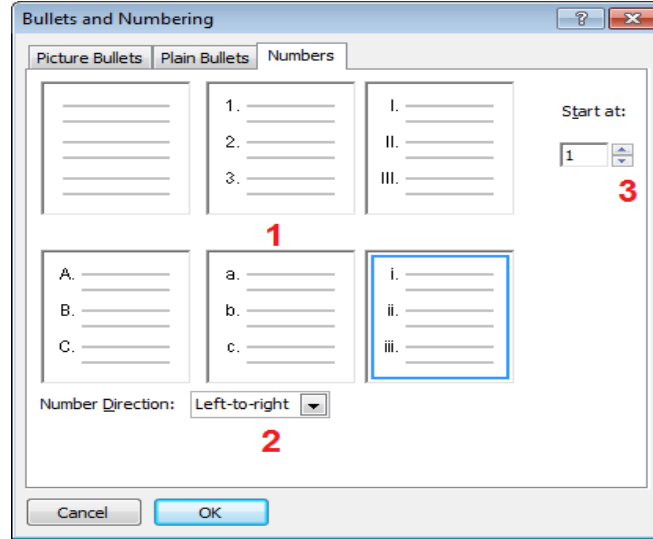 Bullets and Numbering
Picture Bullets Plain Bullets Numbers
1.
2.
3.
I.
II.
III.
Start at:
1
3
1
A.
B.
C.
a.
b.
c.
i.
ii.
iii.
Number Direction: Left-to-right
2
Cancel OK